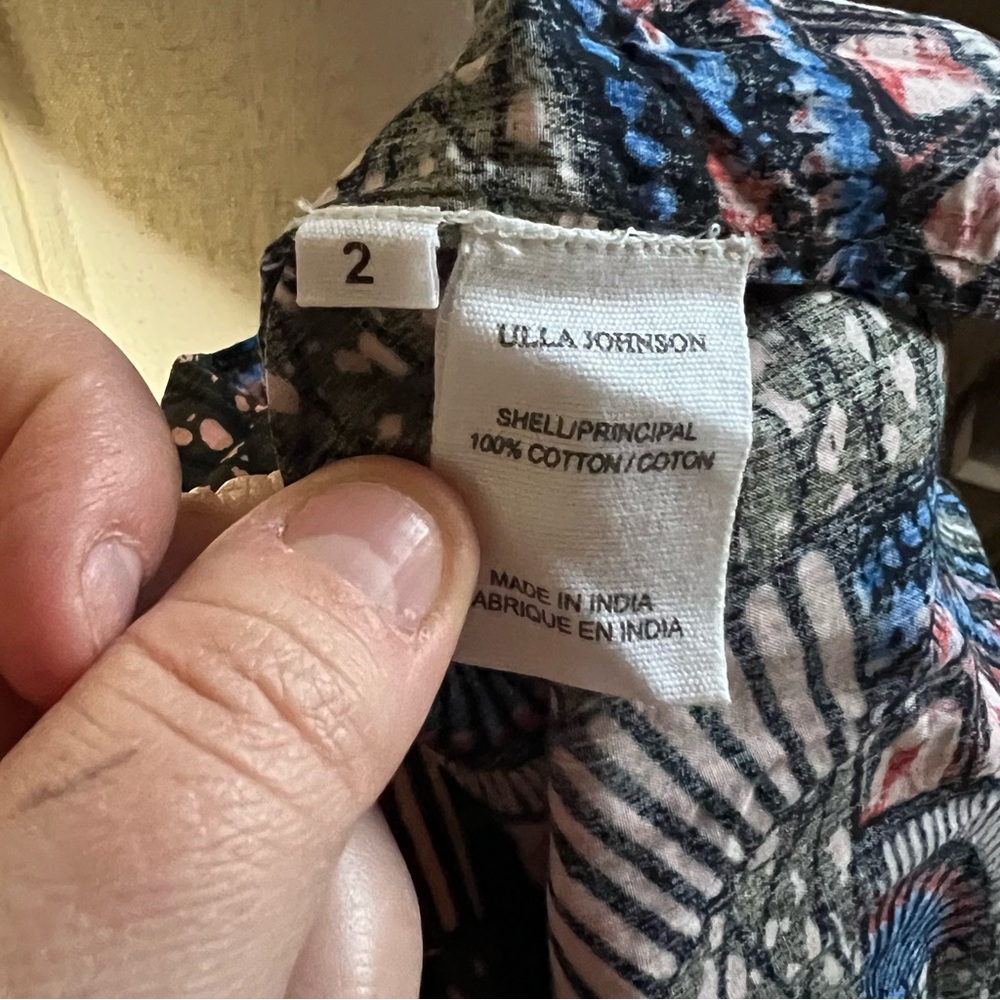 2
ULLA JOHNSON
SHELL/PRINCIPAL
100% COTTON/COTON
MADE IN INDIA
ABRIQUE EN INDIA